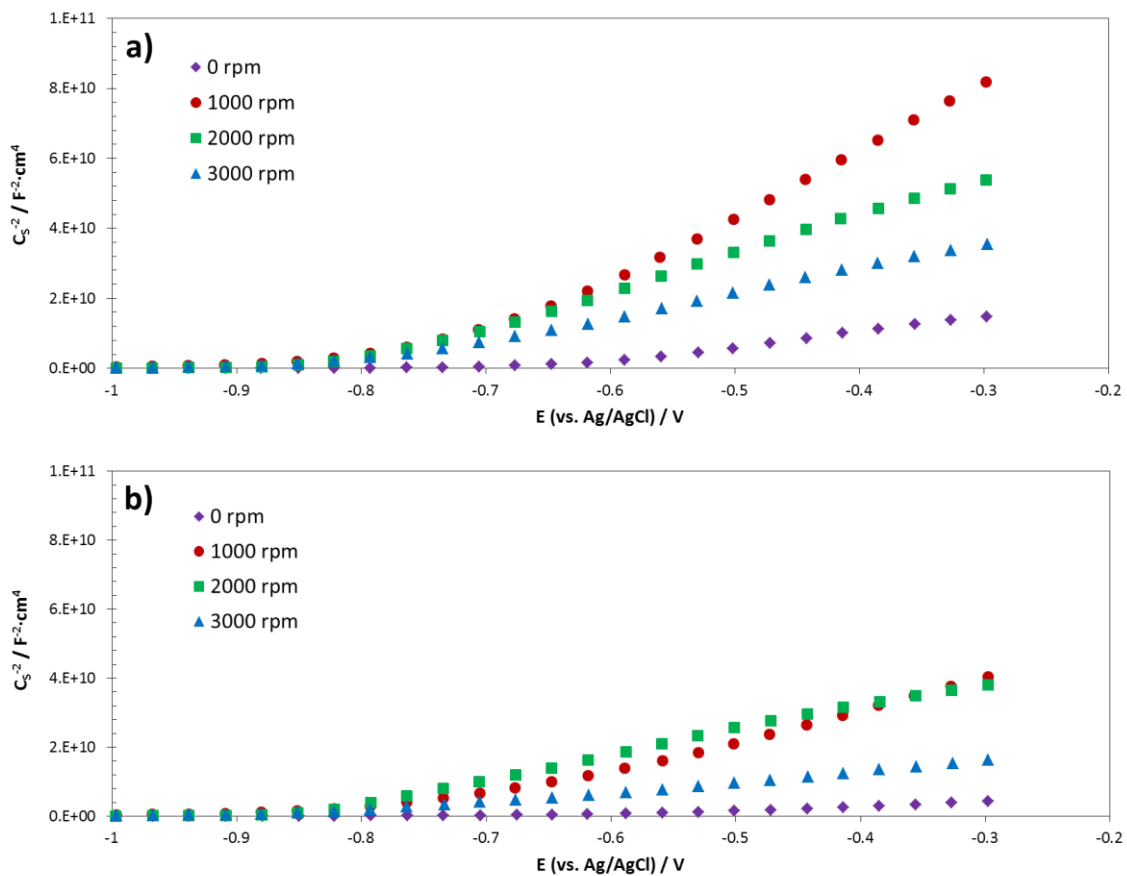 a)
0 rpm
1000 rpm
2000 rpm
3000 rpm
1.E+11
8.E+10
6.E+10
4.E+10
2.E+10
0.E+00
C_S^-2 / F^-2·cm^4
-1 -0.9 -0.8 -0.7 -0.6 -0.5 -0.4 -0.3 -0.2
E (vs. Ag/AgCl) / V
b)
0 rpm
1000 rpm
2000 rpm
3000 rpm
1.E+11
8.E+10
6.E+10
4.E+10
2.E+10
0.E+00
C_S^-2 / F^-2·cm^4
-1 -0.9 -0.8 -0.7 -0.6 -0.5 -0.4 -0.3 -0.2
E (vs. Ag/AgCl) / V